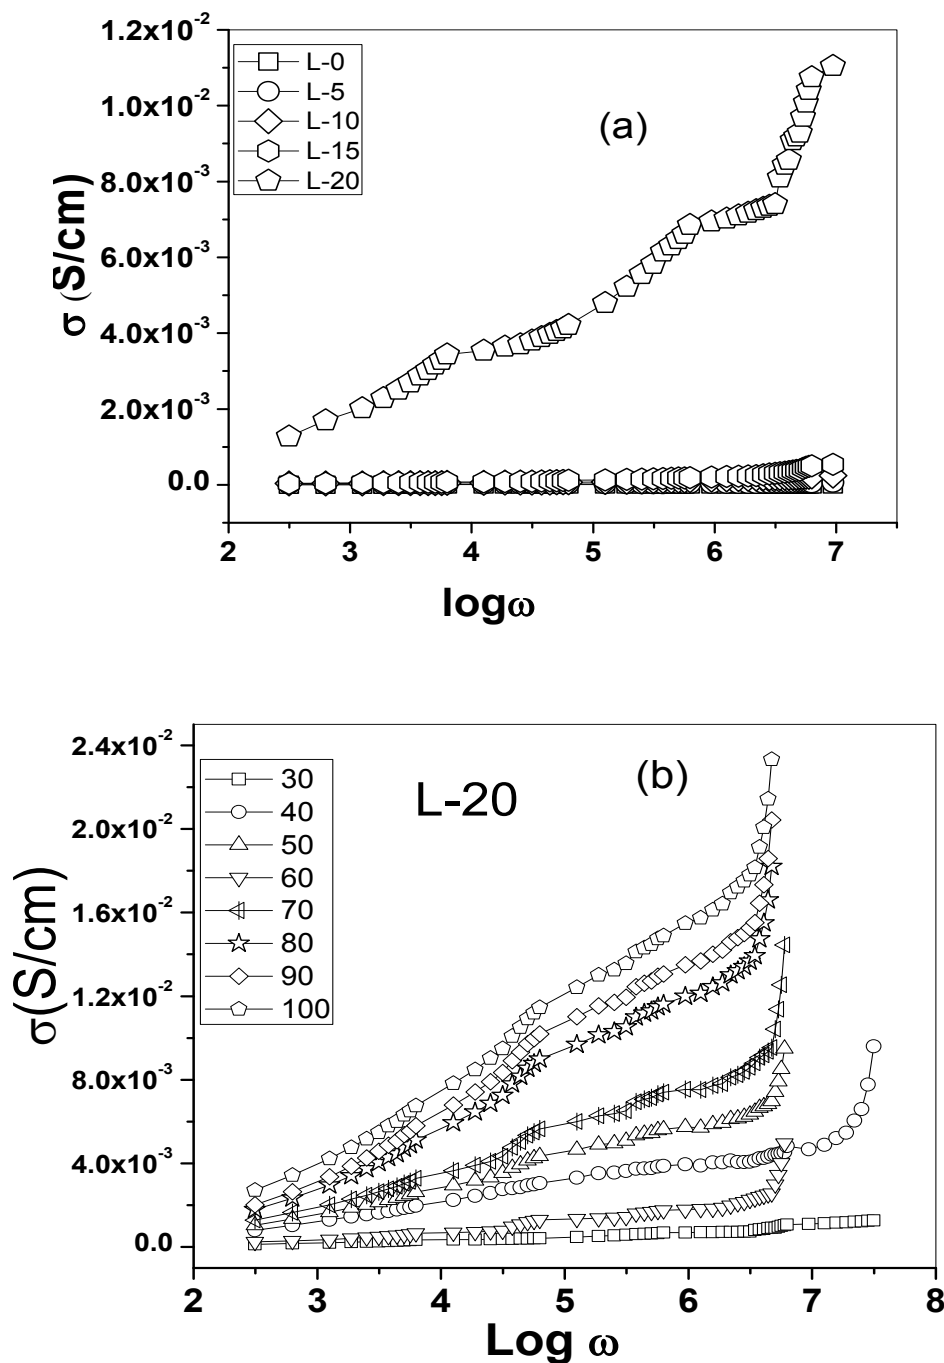 1.2x10⁻²
1.0x10⁻²
8.0x10⁻³
6.0x10⁻³
4.0x10⁻³
2.0x10⁻³
0.0
σ (S/cm)
L-0
L-5
L-10
L-15
L-20
(a)
2 3 4 5 6 7
logω
2.4x10⁻²
2.0x10⁻²
1.6x10⁻²
1.2x10⁻²
8.0x10⁻³
4.0x10⁻³
0.0
σ(S/cm)
30
40
50
60
70
80
90
100
L-20
(b)
2 3 4 5 6 7 8
Log ω